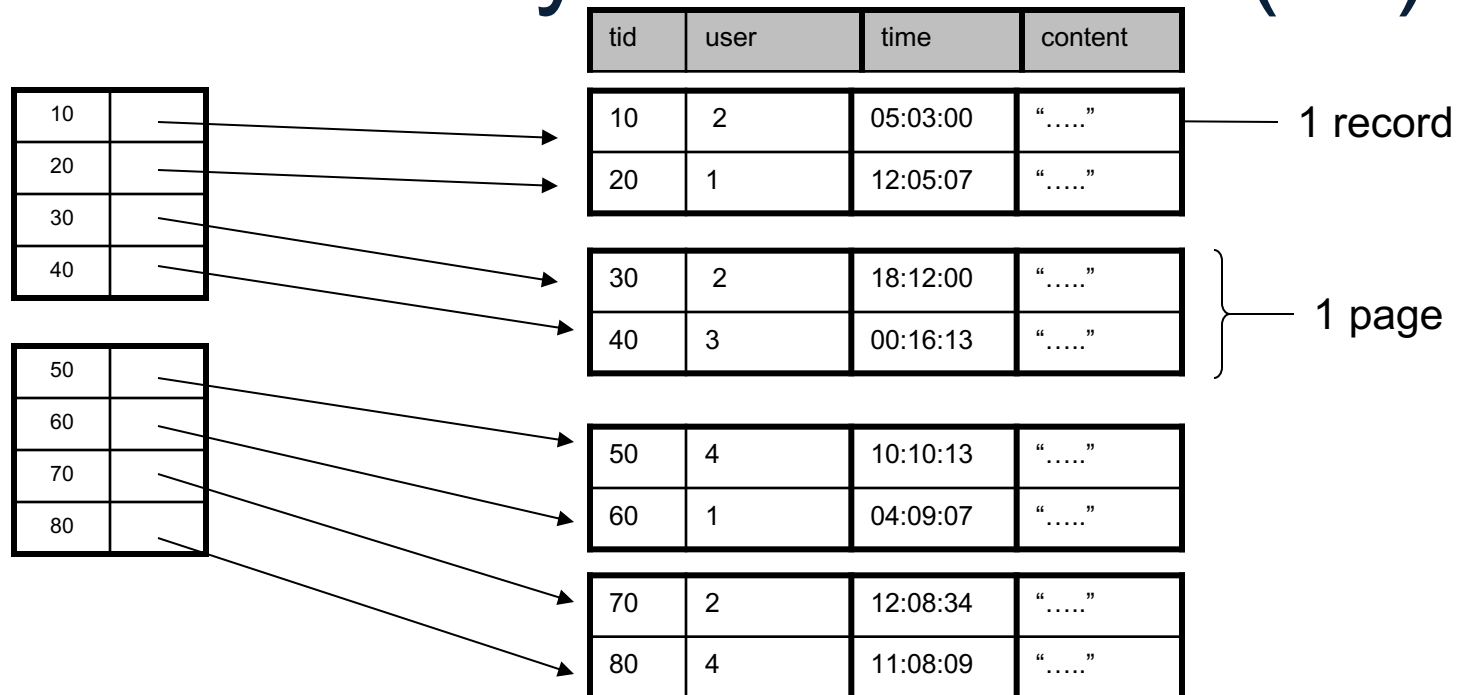 tid user time content
10
20
30
40
10 2 05:03:00 “…..”
20 1 12:05:07 “…..”
1 record
30 2 18:12:00 “…..”
40 3 00:16:13 “…..”
1 page
50
60
70
80
50 4 10:10:13 “…..”
60 1 04:09:07 “…..”
70 2 12:08:34 “…..”
80 4 11:08:09 “…..”